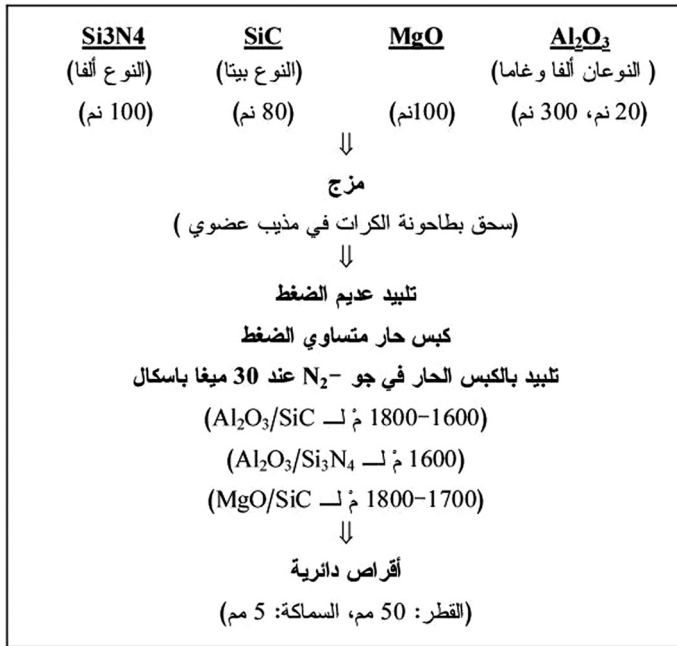 Al₂O₃ MgO SiC Si3N4
( النوعان ألفا وغاما) (النوع بيتا) (النوع ألفا)
(20 نم، 300 نم) (100نم) (80 نم) (100 نم)
⇓
مزج
(سحق بطاحونة الكرات في مذيب عضوي )
⇓
تلبيد عديم الضغط
كبس حار متساوي الضغط
تلبيد بالكبس الحار في جو N₂− عند 30 ميغا باسكال
(1600−1800 مْ لـــ Al₂O₃/SiC)
(1600 مْ لـــ Al₂O₃/Si₃N₄)
(1700−1800 مْ لـــ MgO/SiC)
⇓
أقراص دائرية
(القطر: 50 مم، السماكة: 5 مم)